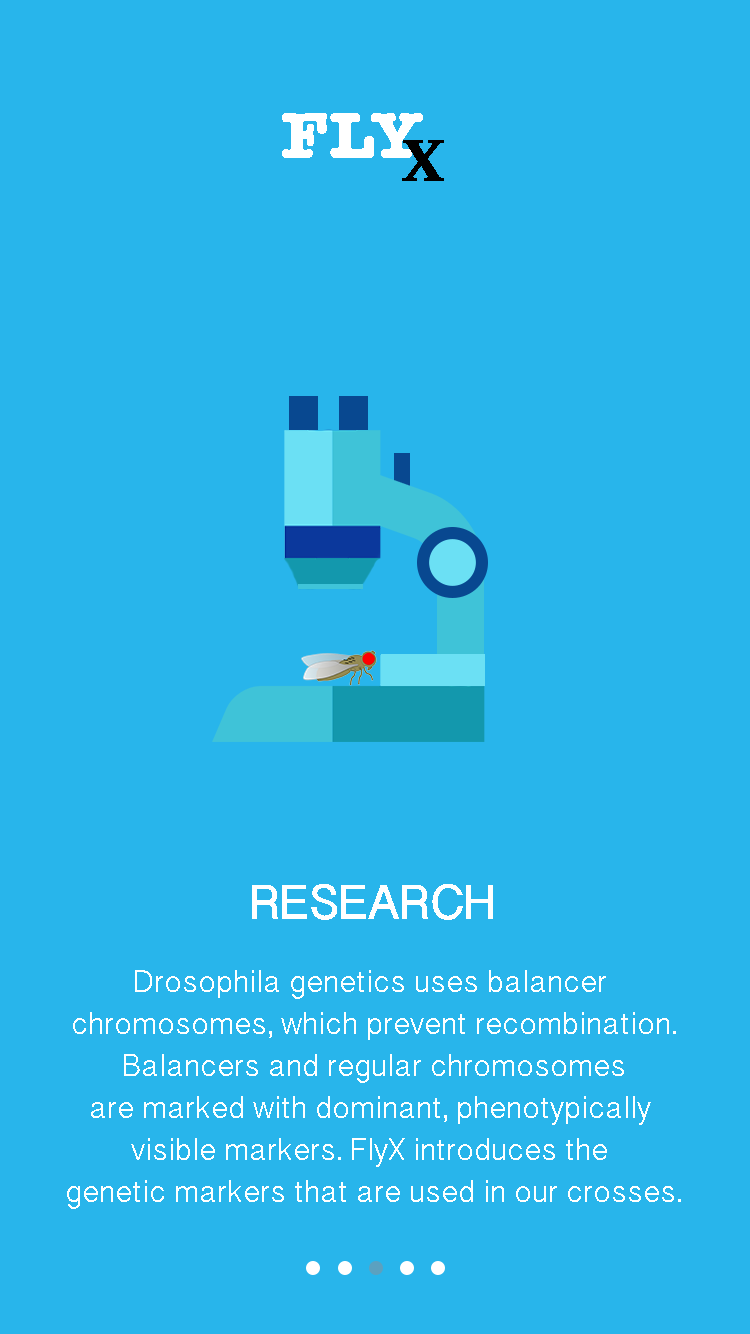 FLYX
RESEARCH
Drosophila genetics uses balancer
chromosomes, which prevent recombination.
Balancers and regular chromosomes
are marked with dominant, phenotypically
visible markers. FlyX introduces the
genetic markers that are used in our crosses.